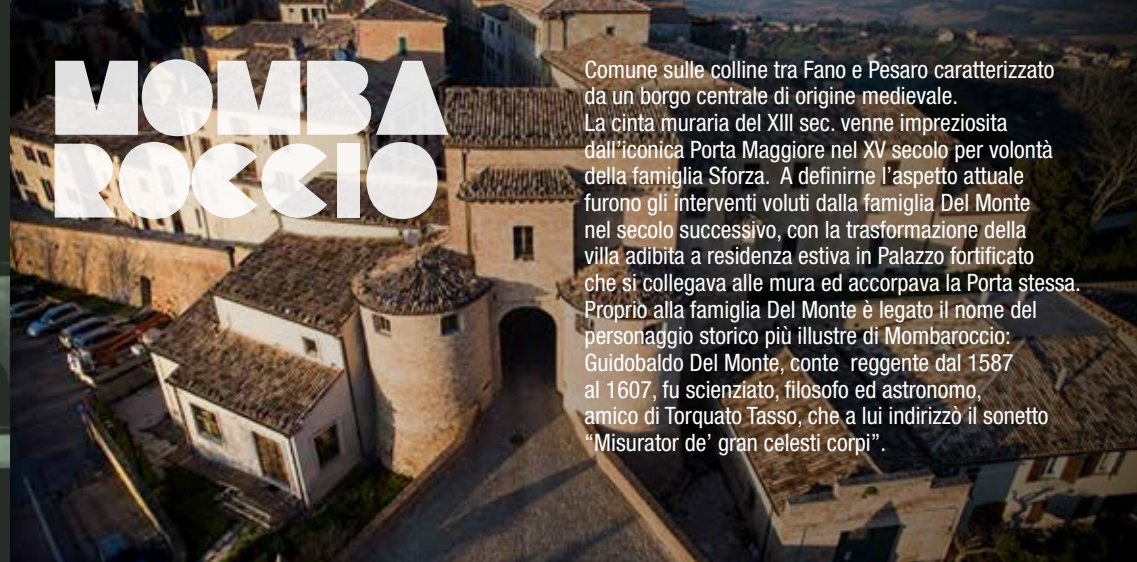 MOMBA
ROCCIO
Comune sulle colline tra Fano e Pesaro caratterizzato
da un borgo centrale di origine medievale.
La cinta muraria del XIII sec. venne impreziosita
dall'iconica Porta Maggiore nel XV secolo per volontà
della famiglia Sforza. A definirne l'aspetto attuale
furono gli interventi voluti dalla famiglia Del Monte
nel secolo successivo, con la trasformazione della
villa adibita a residenza estiva in Palazzo fortificato
che si collegava alle mura ed accorpava la Porta stessa.
Proprio alla famiglia Del Monte è legato il nome del
personaggio storico più illustre di Mombaroccio:
Guidobaldo Del Monte, conte  reggente dal 1587
al 1607, fu scienziato, filosofo ed astronomo,
amico di Torquato Tasso, che a lui indirizzò il sonetto
“Misurator de’ gran celesti corpi”.